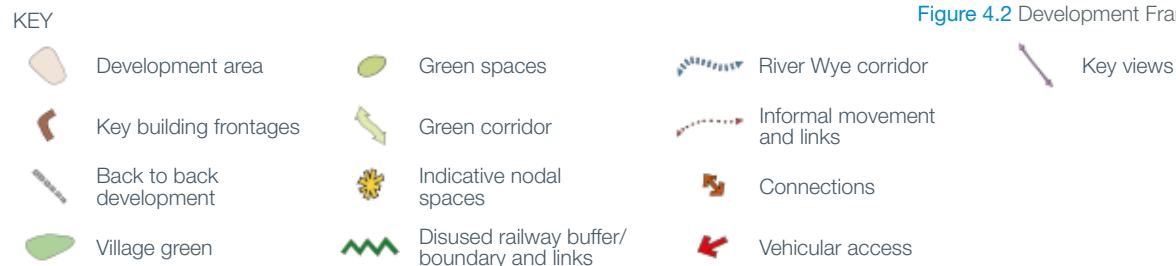 KEY
Figure 4.2 Development Fra
Development area
Key building frontages
Back to back
development
Village green
Green spaces
Green corridor
Indicative nodal
spaces
Disused railway buffer/
boundary and links
River Wye corridor
Informal movement
and links
Connections
Vehicular access
Key views